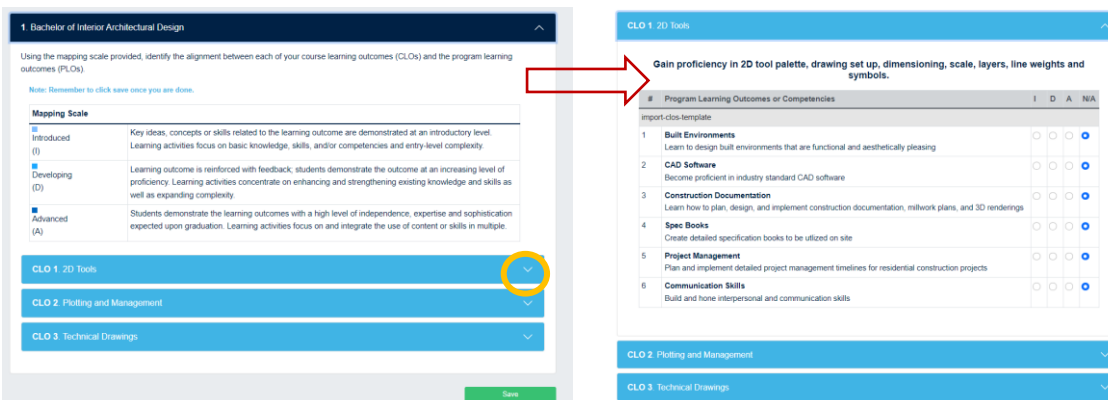 1. Bachelor of Interior Architectural Design
Using the mapping scale provided, identify the alignment between each of your course learning outcomes (CLOs) and the program learning
outcomes (PLOs).
Note: Remember to click save once you are done.
Mapping Scale
Introduced
(I)
Key ideas, concepts or skills related to the learning outcome are demonstrated at an introductory level.
Learning activities focus on basic knowledge, skills, and/or competencies and entry-level complexity.
Developing
(D)
Learning outcome is reinforced with feedback; students demonstrate the outcome at an increasing level of
proficiency. Learning activities concentrate on enhancing and strengthening existing knowledge and skills as
well as expanding complexity.
Advanced
(A)
Students demonstrate the learning outcomes with a high level of independence, expertise and sophistication
expected upon graduation. Learning activities focus on and integrate the use of content or skills in multiple.
CLO 1. 2D Tools
CLO 2. Plotting and Management
CLO 3. Technical Drawings
Save
CLO 1. 2D Tools
Gain proficiency in 2D tool palette, drawing set up, dimensioning, scale, layers, line weights and
symbols.
# Program Learning Outcomes or Competencies I D A N/A
import-clos-template
1 Built Environments
Learn to design built environments that are functional and aesthetically pleasing
2 CAD Software
Become proficient in industry standard CAD software
3 Construction Documentation
Learn how to plan, design, and implement construction documentation, millwork plans, and 3D renderings
4 Spec Books
Create detailed specification books to be utlized on site
5 Project Management
Plan and implement detailed project management timelines for residential construction projects
6 Communication Skills
Build and hone interpersonal and communication skills
CLO 2. Plotting and Management
CLO 3. Technical Drawings